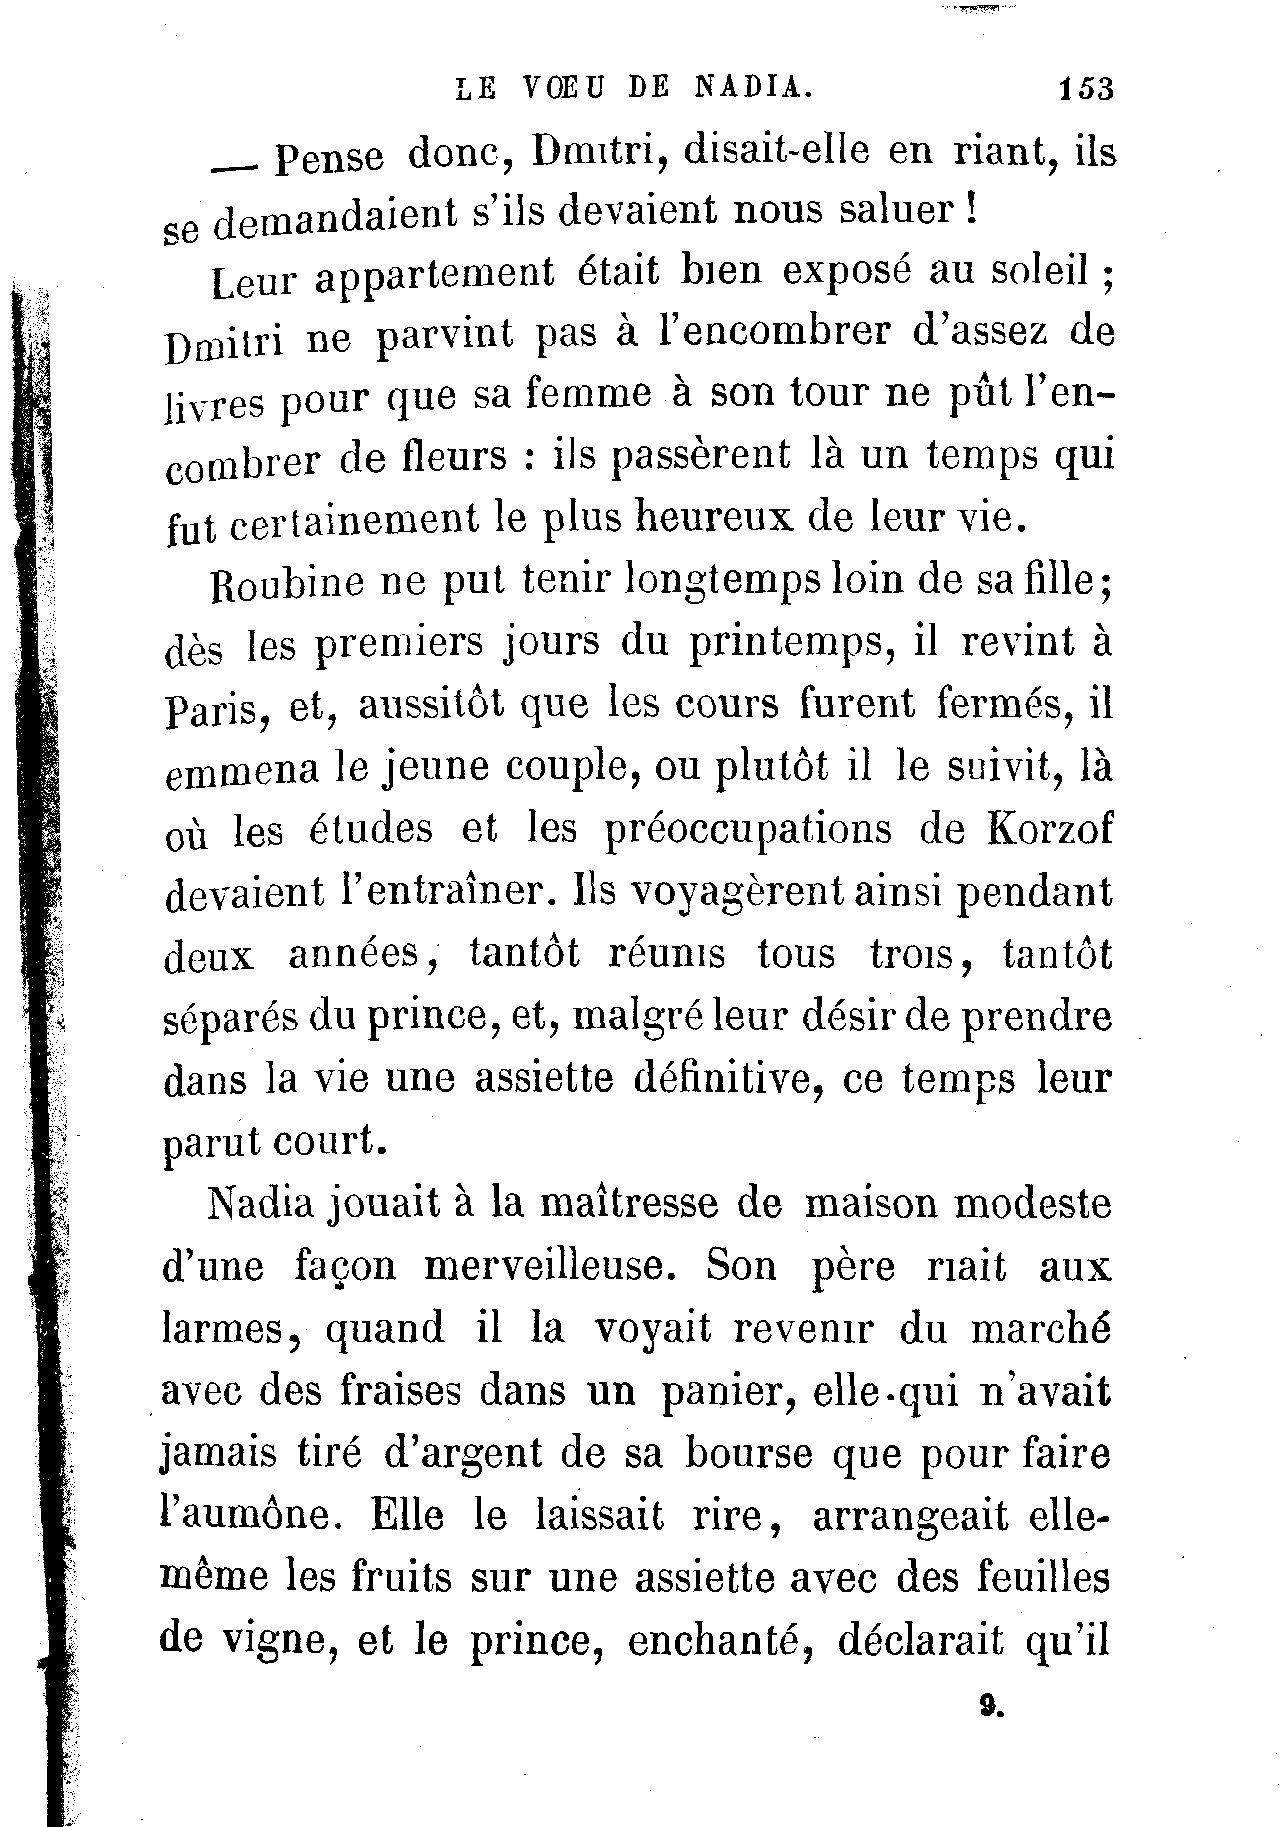 LE VŒU DE NADIA. 153
— Pense donc, Dmitri, disait-elle en riant, ils
se demandaient s'ils devaient nous saluer !
Leur appartement était bien exposé au soleil ;
Dmitri ne parvint pas à l'encombrer d'assez de
livres pour que sa femme à son tour ne pût l'en-
combrer de fleurs : ils passèrent là un temps qui
fut certainement le plus heureux de leur vie.
Roubine ne put tenir longtemps loin de sa fille;
dès les premiers jours du printemps, il revint à
Paris, et, aussitôt que les cours furent fermés, il
emmena le jeune couple, ou plutôt il le suivit, là
où les études et les préoccupations de Korzof
devaient l'entraîner. Ils voyagèrent ainsi pendant
deux années, tantôt réunis tous trois, tantôt
séparés du prince, et, malgré leur désir de prendre
dans la vie une assiette définitive, ce temps leur
parut court.
Nadia jouait à la maîtresse de maison modeste
d'une façon merveilleuse. Son père riait aux
larmes, quand il la voyait revenir du marché
avec des fraises dans un panier, elle qui n'avait
jamais tiré d'argent de sa bourse que pour faire
l'aumône. Elle le laissait rire, arrangeait elle-
même les fruits sur une assiette avec des feuilles
de vigne, et le prince, enchanté, déclarait qu'il
9.